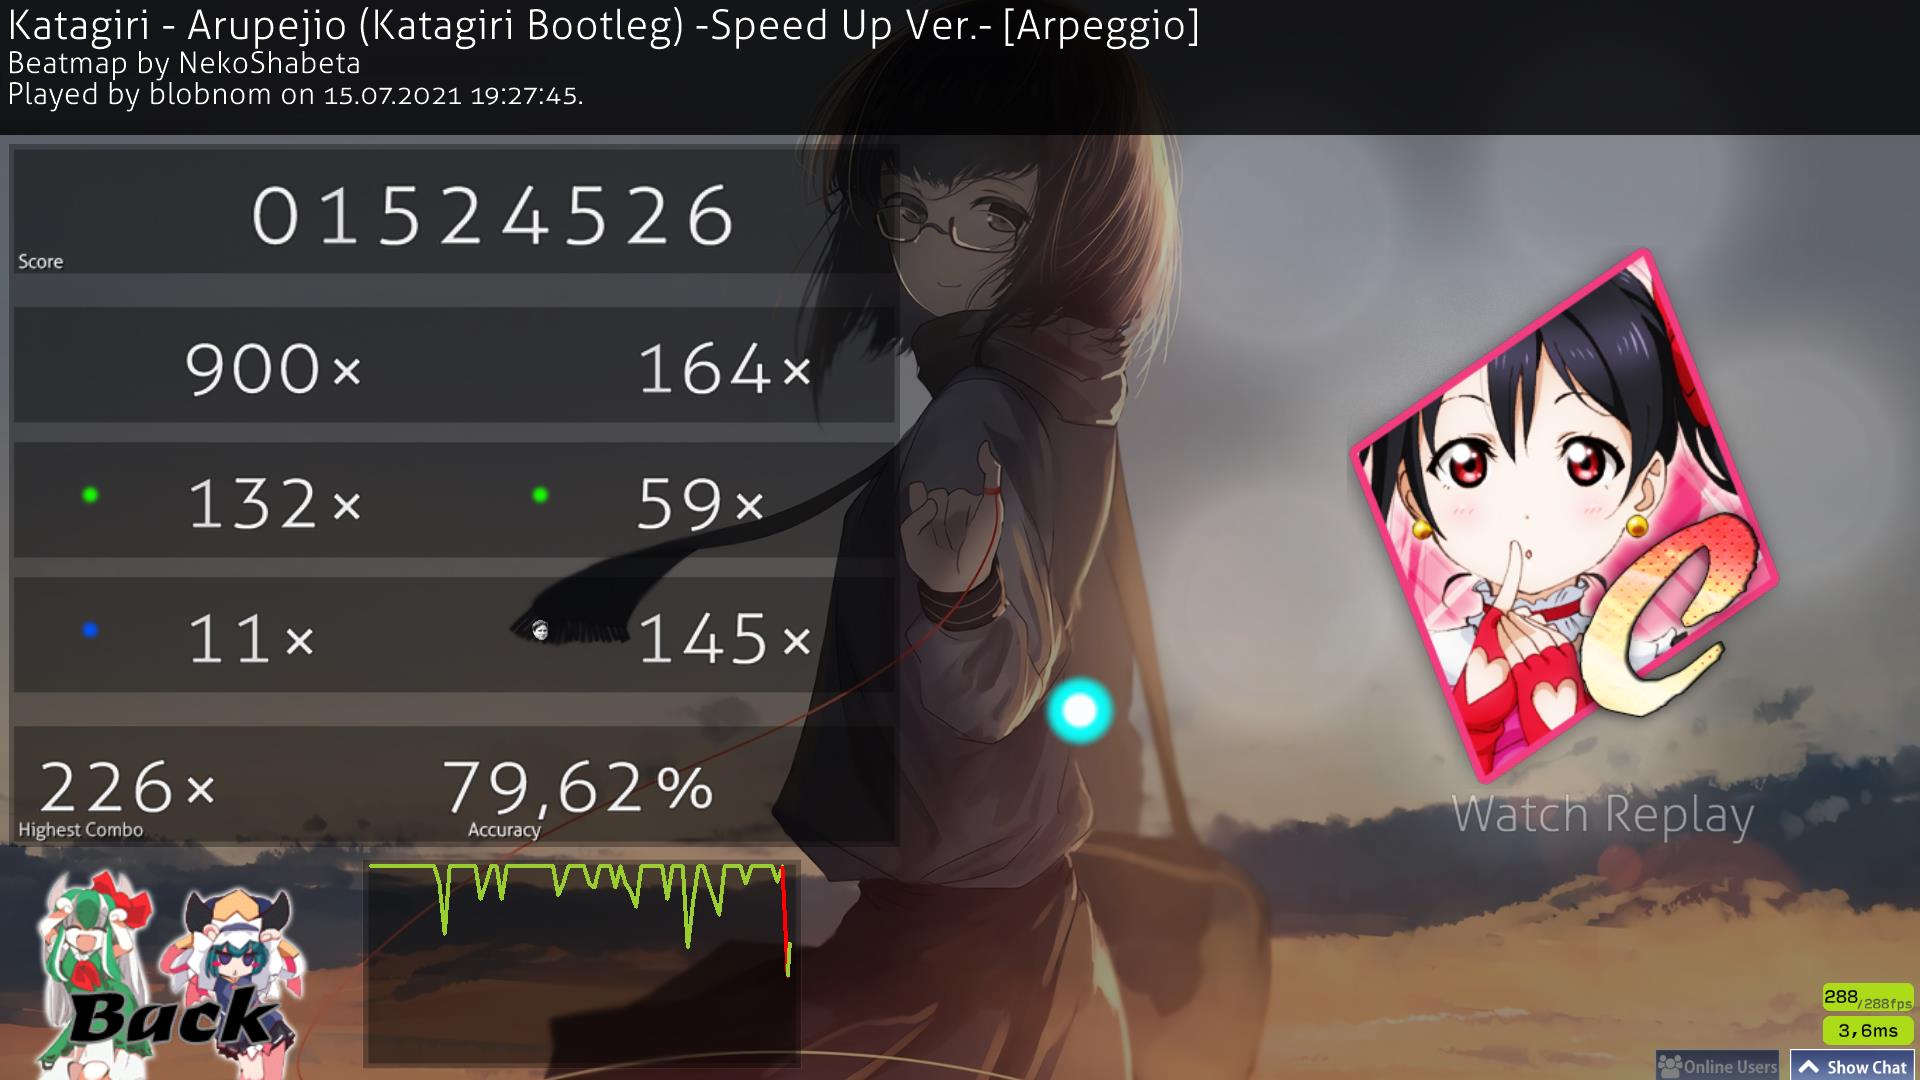 Katagiri - Arupejio (Katagiri Bootleg) -Speed Up Ver.- [Arpeggio]
Beatmap by NekoShabeta
Played by blobnom on 15.07.2021 19:27:45.
01524526
Score
900× 164×
132× 59×
11× 145×
226× 79,62%
Highest Combo Accuracy
C
Watch Replay
Back
288/288fps
3,6ms
Online Users Show Chat